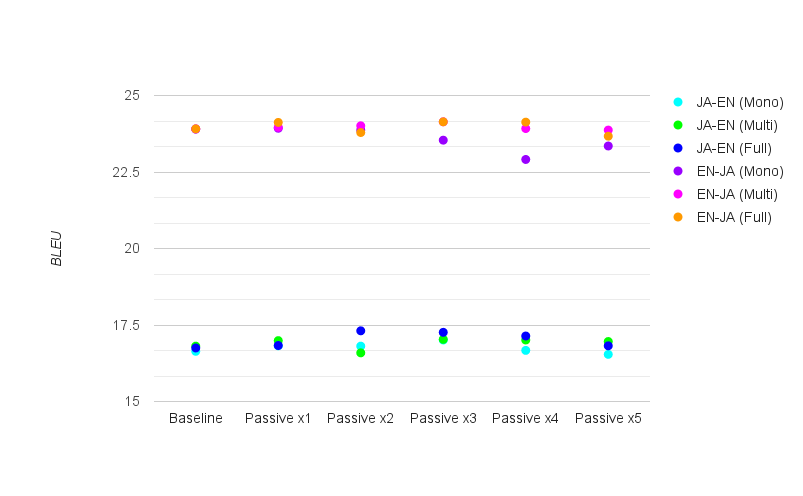 25
22.5
20
17.5
15
BLEU
Baseline
Passive x1
Passive x2
Passive x3
Passive x4
Passive x5
JA-EN (Mono)
JA-EN (Multi)
JA-EN (Full)
EN-JA (Mono)
EN-JA (Multi)
EN-JA (Full)